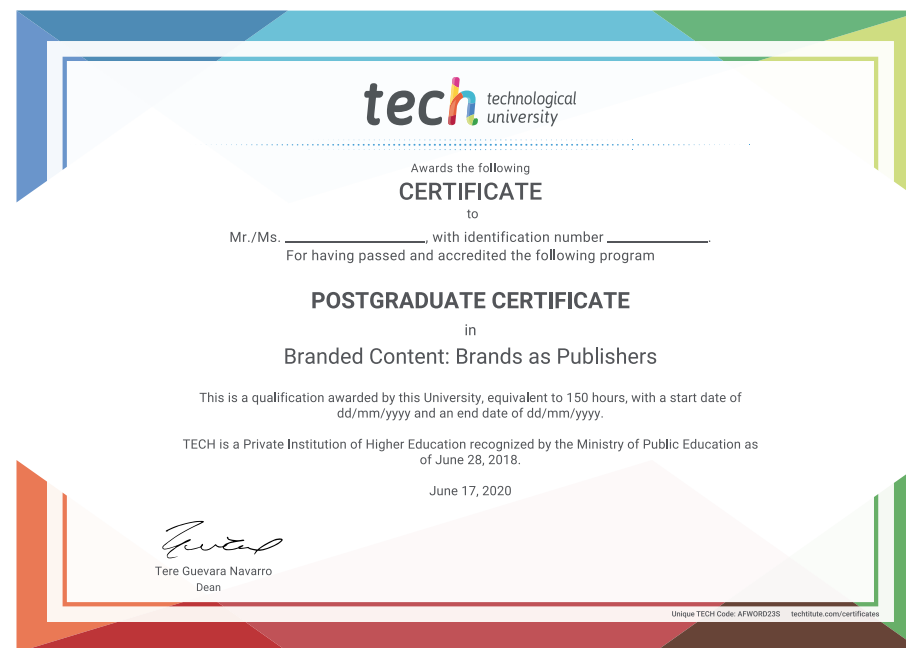 tech technological
university
Awards the following
CERTIFICATE
to
Mr./Ms. ____________________, with identification number ______________.
For having passed and accredited the following program
POSTGRADUATE CERTIFICATE
in
Branded Content: Brands as Publishers
This is a qualification awarded by this University, equivalent to 150 hours, with a start date of
dd/mm/yyyy and an end date of dd/mm/yyyy.
TECH is a Private Institution of Higher Education recognized by the Ministry of Public Education as
of June 28, 2018.
June 17, 2020
Tere Guevara Navarro
Dean
Unique TECH Code: AFWORD23S techtitute.com/certificates